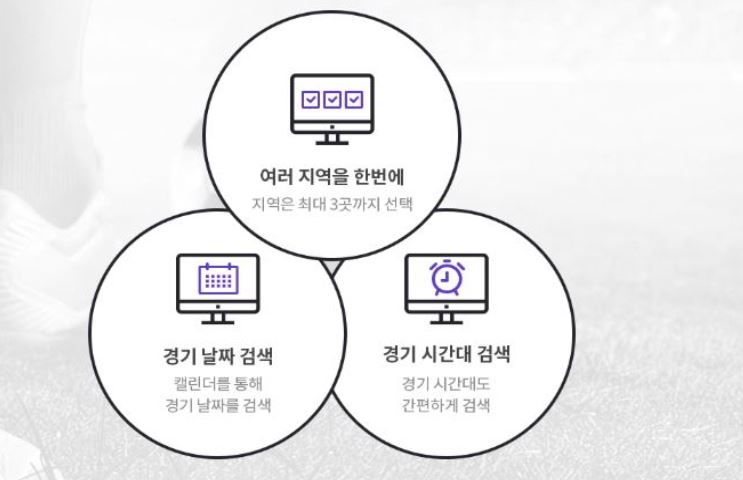 여러 지역을 한번에
지역은 최대 3곳까지 선택
경기 날짜 검색
캘린더를 통해
경기 날짜를 검색
경기 시간대 검색
경기 시간대도
간편하게 검색